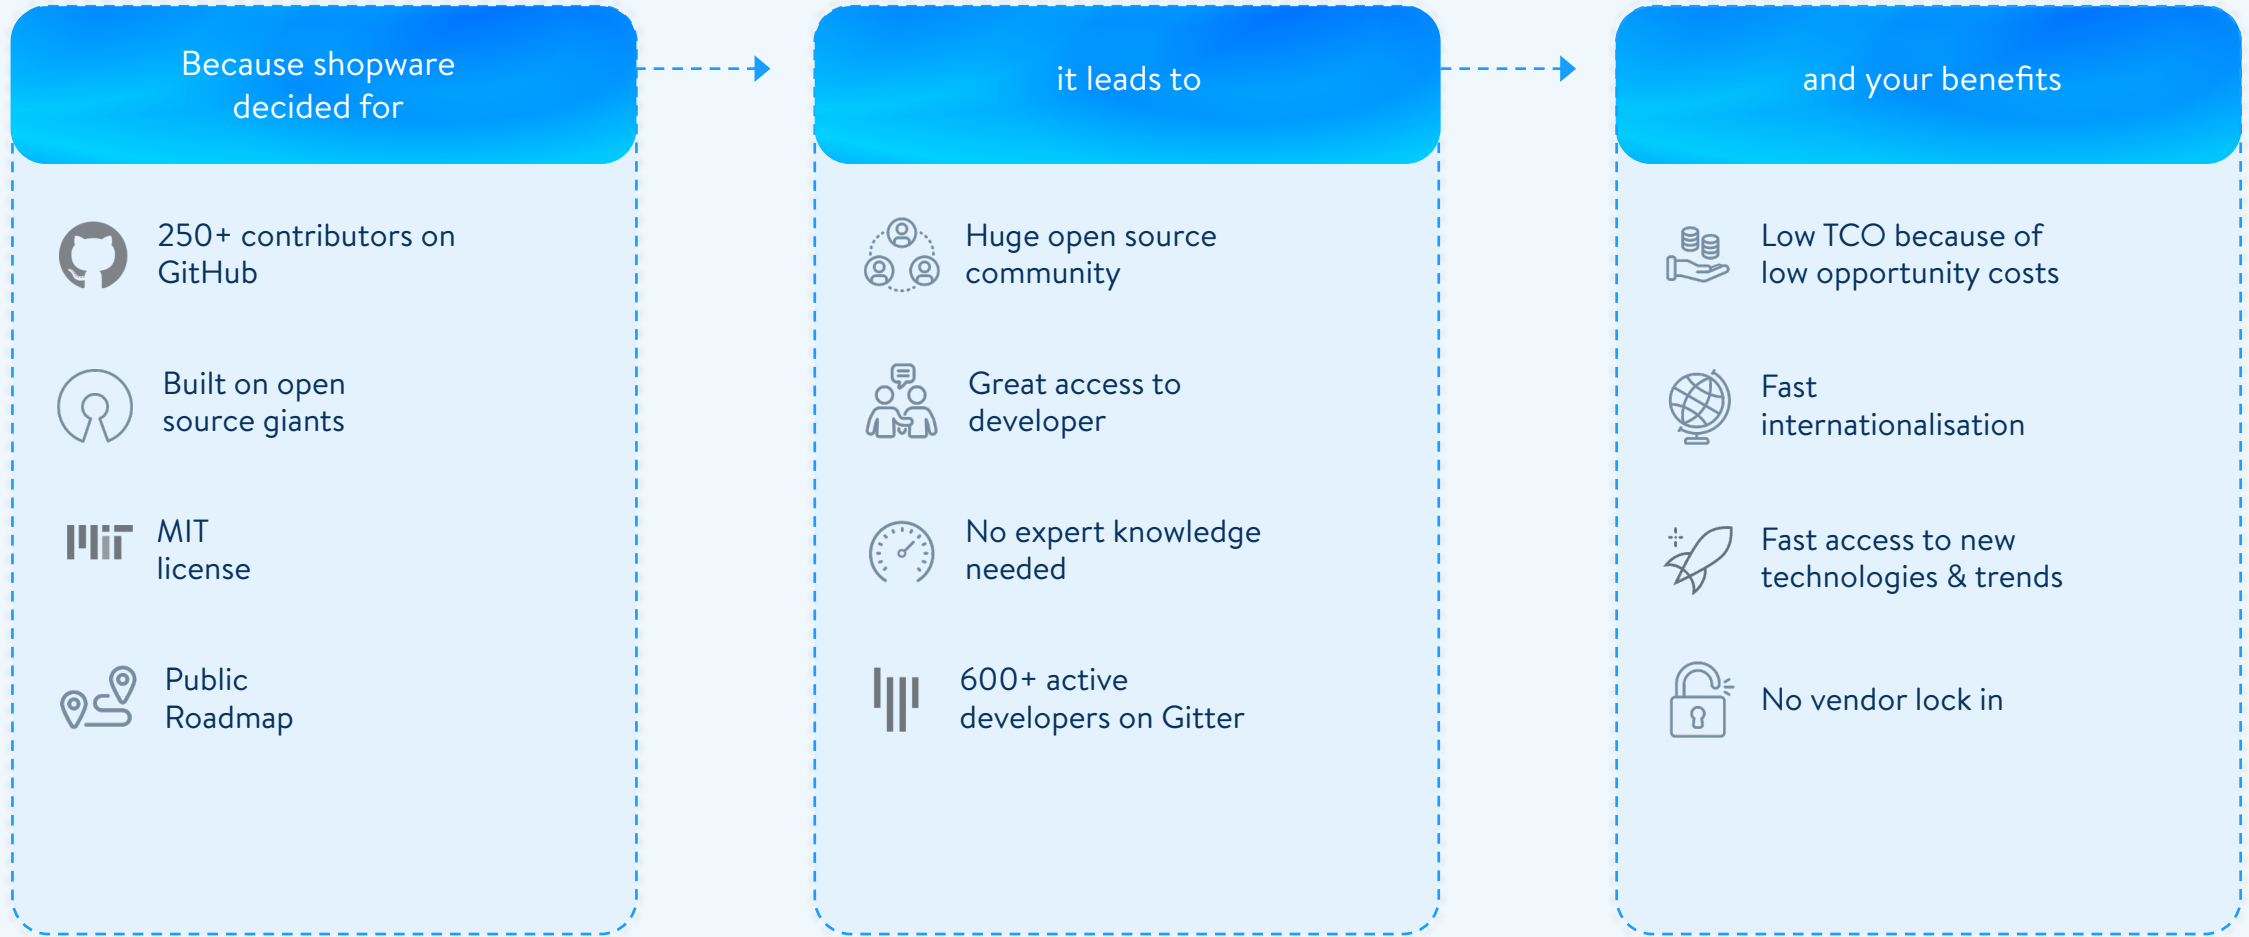 Because shopware
decided for
250+ contributors on
GitHub
Built on open
source giants
MIT
license
Public
Roadmap
it leads to
Huge open source
community
Great access to
developer
No expert knowledge
needed
600+ active
developers on Gitter
and your benefits
Low TCO because of
low opportunity costs
Fast
internationalisation
Fast access to new
technologies & trends
No vendor lock in